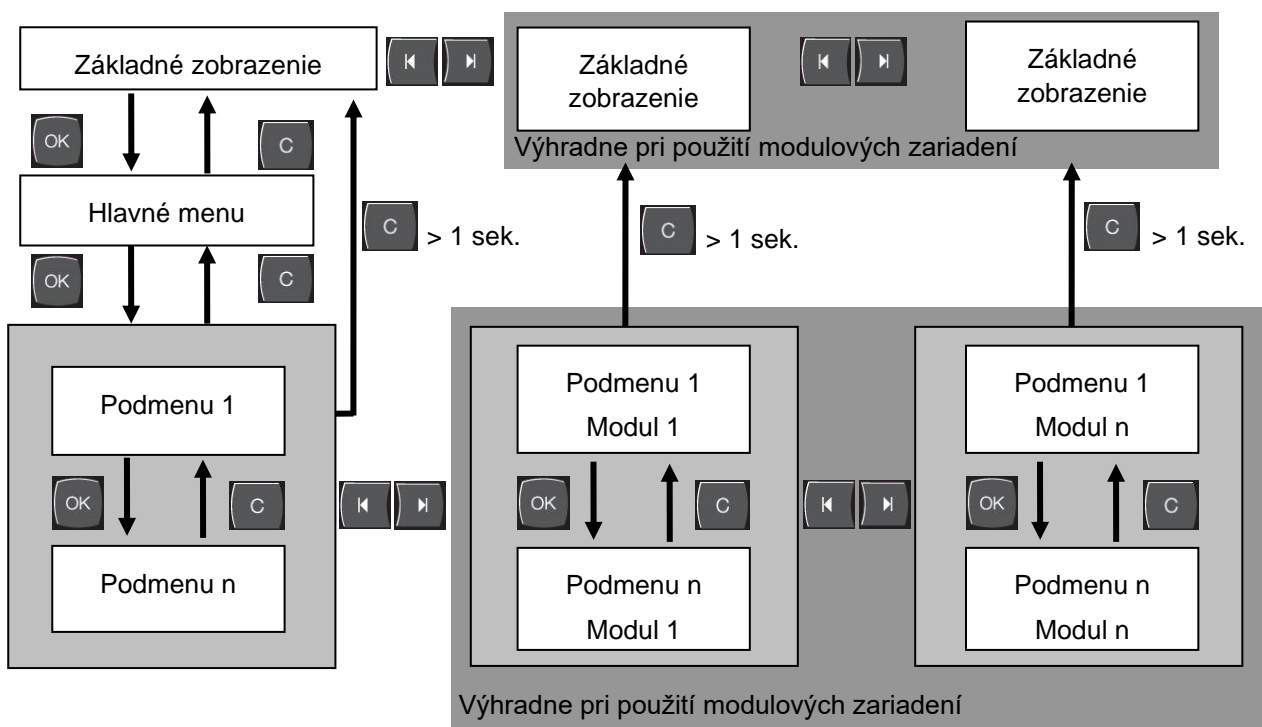 Základné zobrazenie
Základné
zobrazenie
Základné
zobrazenie
OK
C
Výhradne pri použití modulových zariadení
Hlavné menu
C
> 1 sek.
C
> 1 sek.
C
> 1 sek.
OK
C
Podmenu 1
Podmenu 1
Modul 1
Podmenu 1
Modul n
OK
C
OK
C
OK
C
Podmenu n
Podmenu n
Modul 1
Podmenu n
Modul n
Výhradne pri použití modulových zariadení